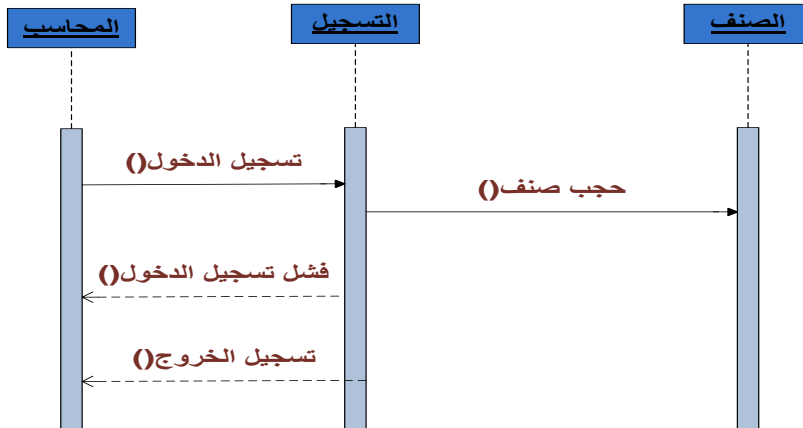 المحاسب
التسجيل
الصنف
تسجيل الدخول()
حجب صنف()
فشل تسجيل الدخول()
تسجيل الخروج()